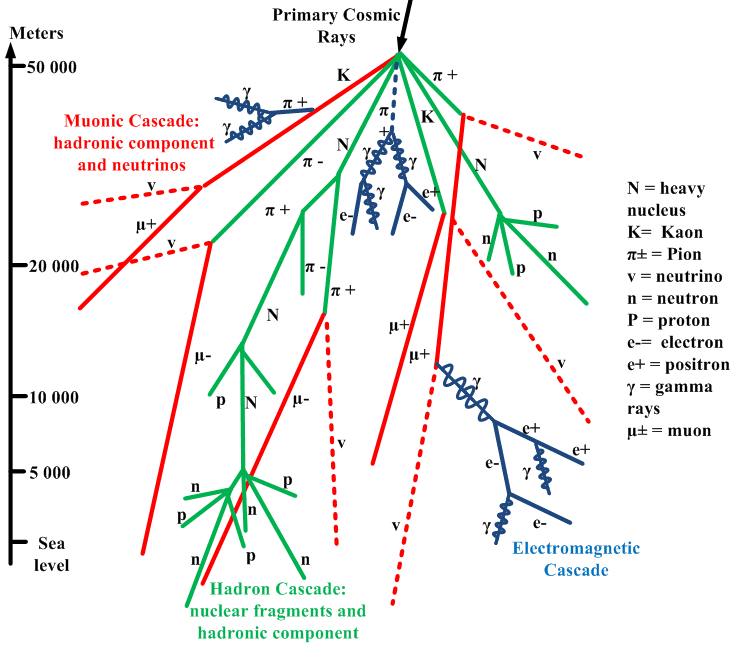 Primary Cosmic
Rays
Meters
50 000
20 000
10 000
5 000
Sea
level
Muonic Cascade:
hadronic component
and neutrinos
K
γ
π +
γ
π +
K
π
+
N
π -
γ
γ
γ
N
v
v
μ+
v
e-
e-
e+
p
n
p
n
π +
π -
π +
N
μ+
μ+
μ-
v
γ
p
N
μ-
v
e+
e+
e-
γ
n
p
n
p
n
p
n
v
γ
e-
Electromagnetic
Cascade
Hadron Cascade:
nuclear fragments and
hadronic component
N = heavy
nucleus
K= Kaon
π± = Pion
v = neutrino
n = neutron
P = proton
e-= electron
e+ = positron
γ = gamma
rays
μ± = muon